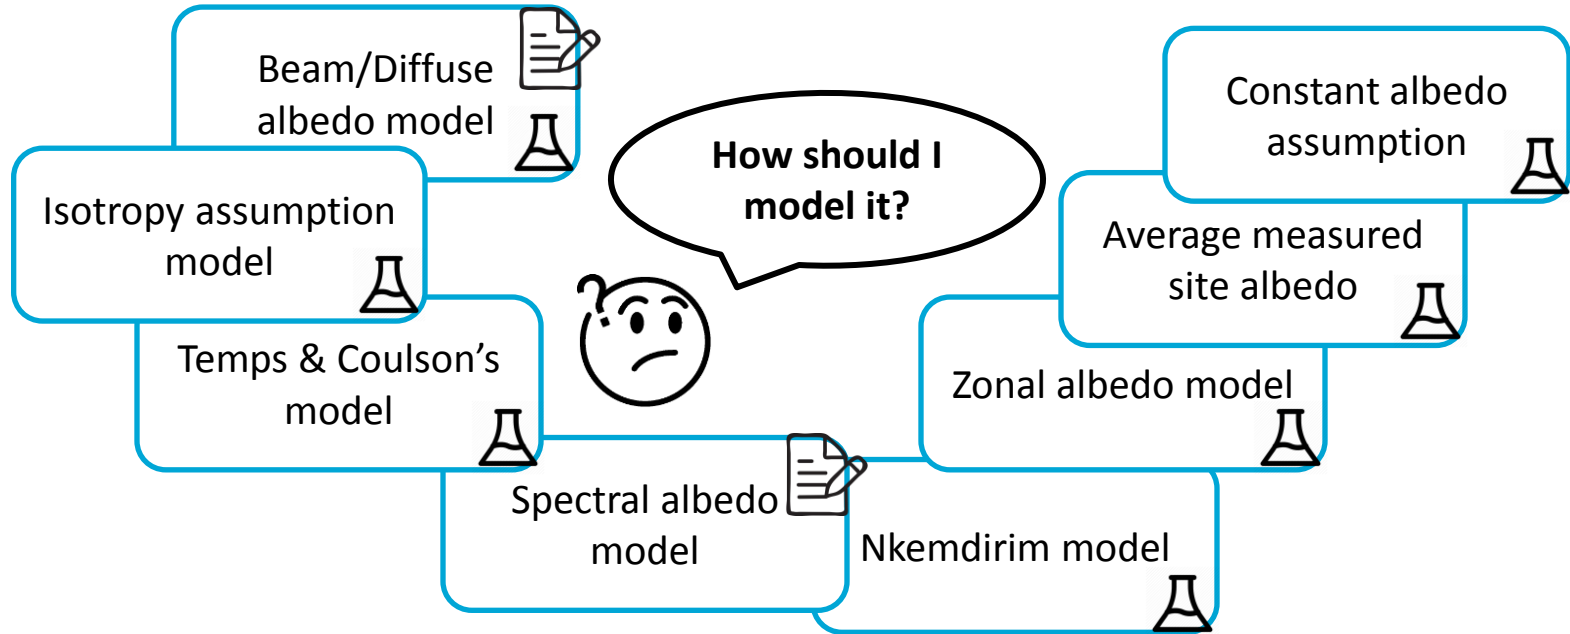 Beam/Diffuse
albedo model
Isotropy assumption
model
Temps & Coulson’s
model
Spectral albedo
model
Nkemdirim model
Zonal albedo model
Average measured
site albedo
Constant albedo
assumption
How should I
model it?
?